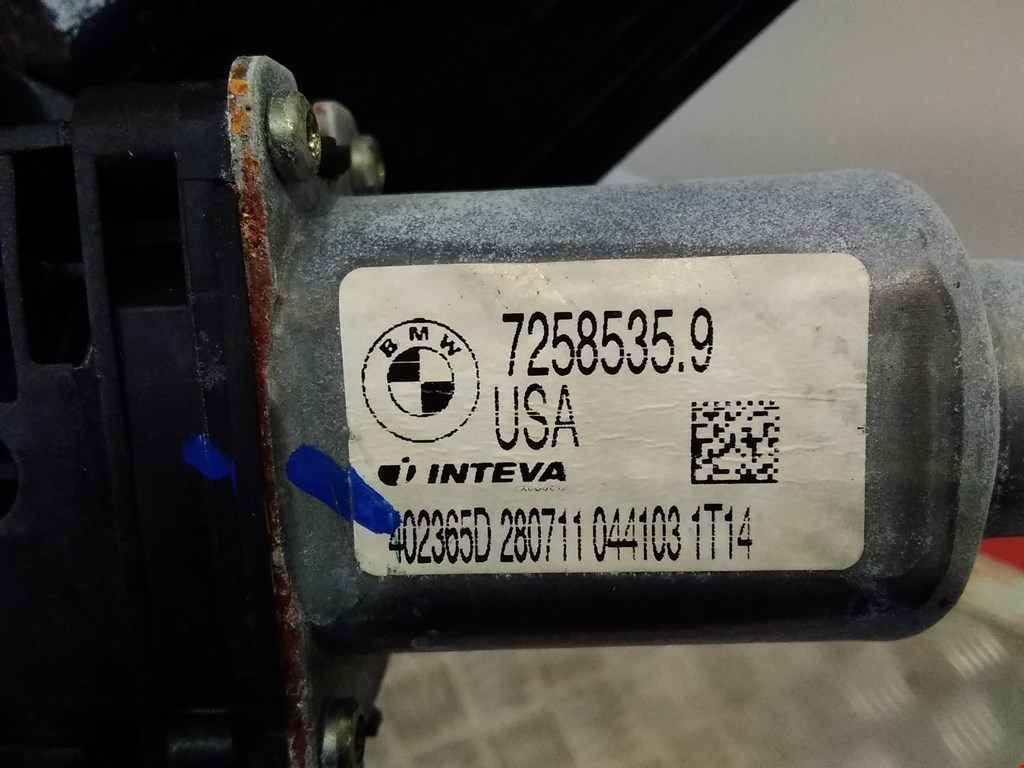 BMW
7258535.9
USA
INTEVA
402365D 280711 044103 1T14